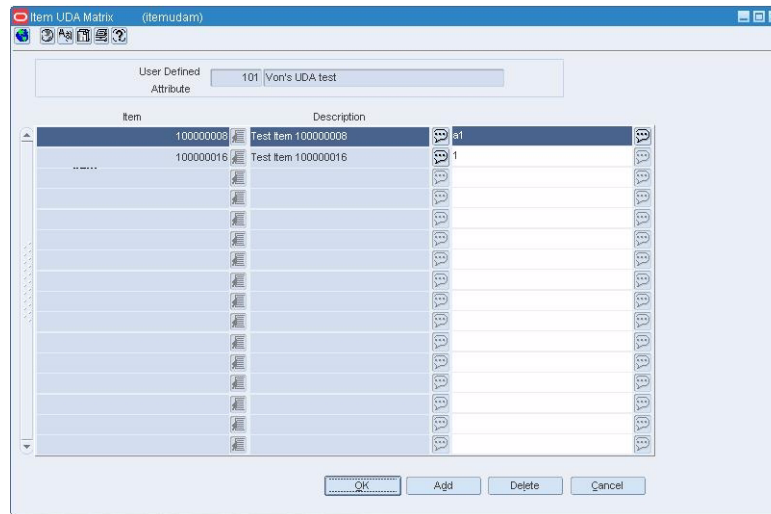 Item UDA Matrix (itemudam)
User Defined Attribute 101 Von's UDA test
Item Description
100000008 Test Item 100000008 a1
100000016 Test Item 100000016 1
OK Add Delete Cancel